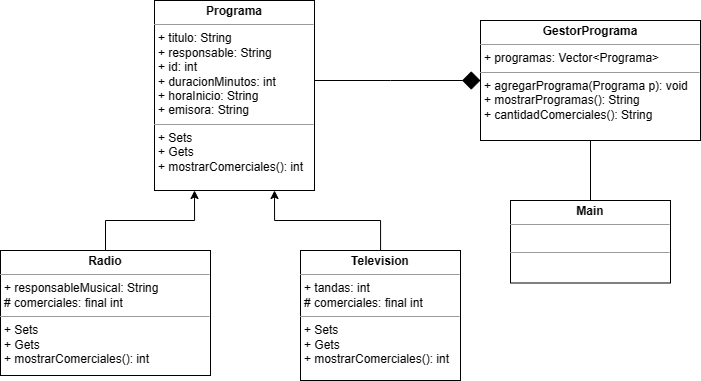 Programa
+ titulo: String
+ responsable: String
+ id: int
+ duracionMinutos: int
+ horaInicio: String
+ emisora: String
+ Sets
+ Gets
+ mostrarComerciales(): int
GestorPrograma
+ programas: Vector<Programa>
+ agregarPrograma(Programa p): void
+ mostrarProgramas(): String
+ cantidadComerciales(): String
Main
Radio
+ responsableMusical: String
# comerciales: final int
+ Sets
+ Gets
+ mostrarComerciales(): int
Television
+ tandas: int
# comerciales: final int
+ Sets
+ Gets
+ mostrarComerciales(): int